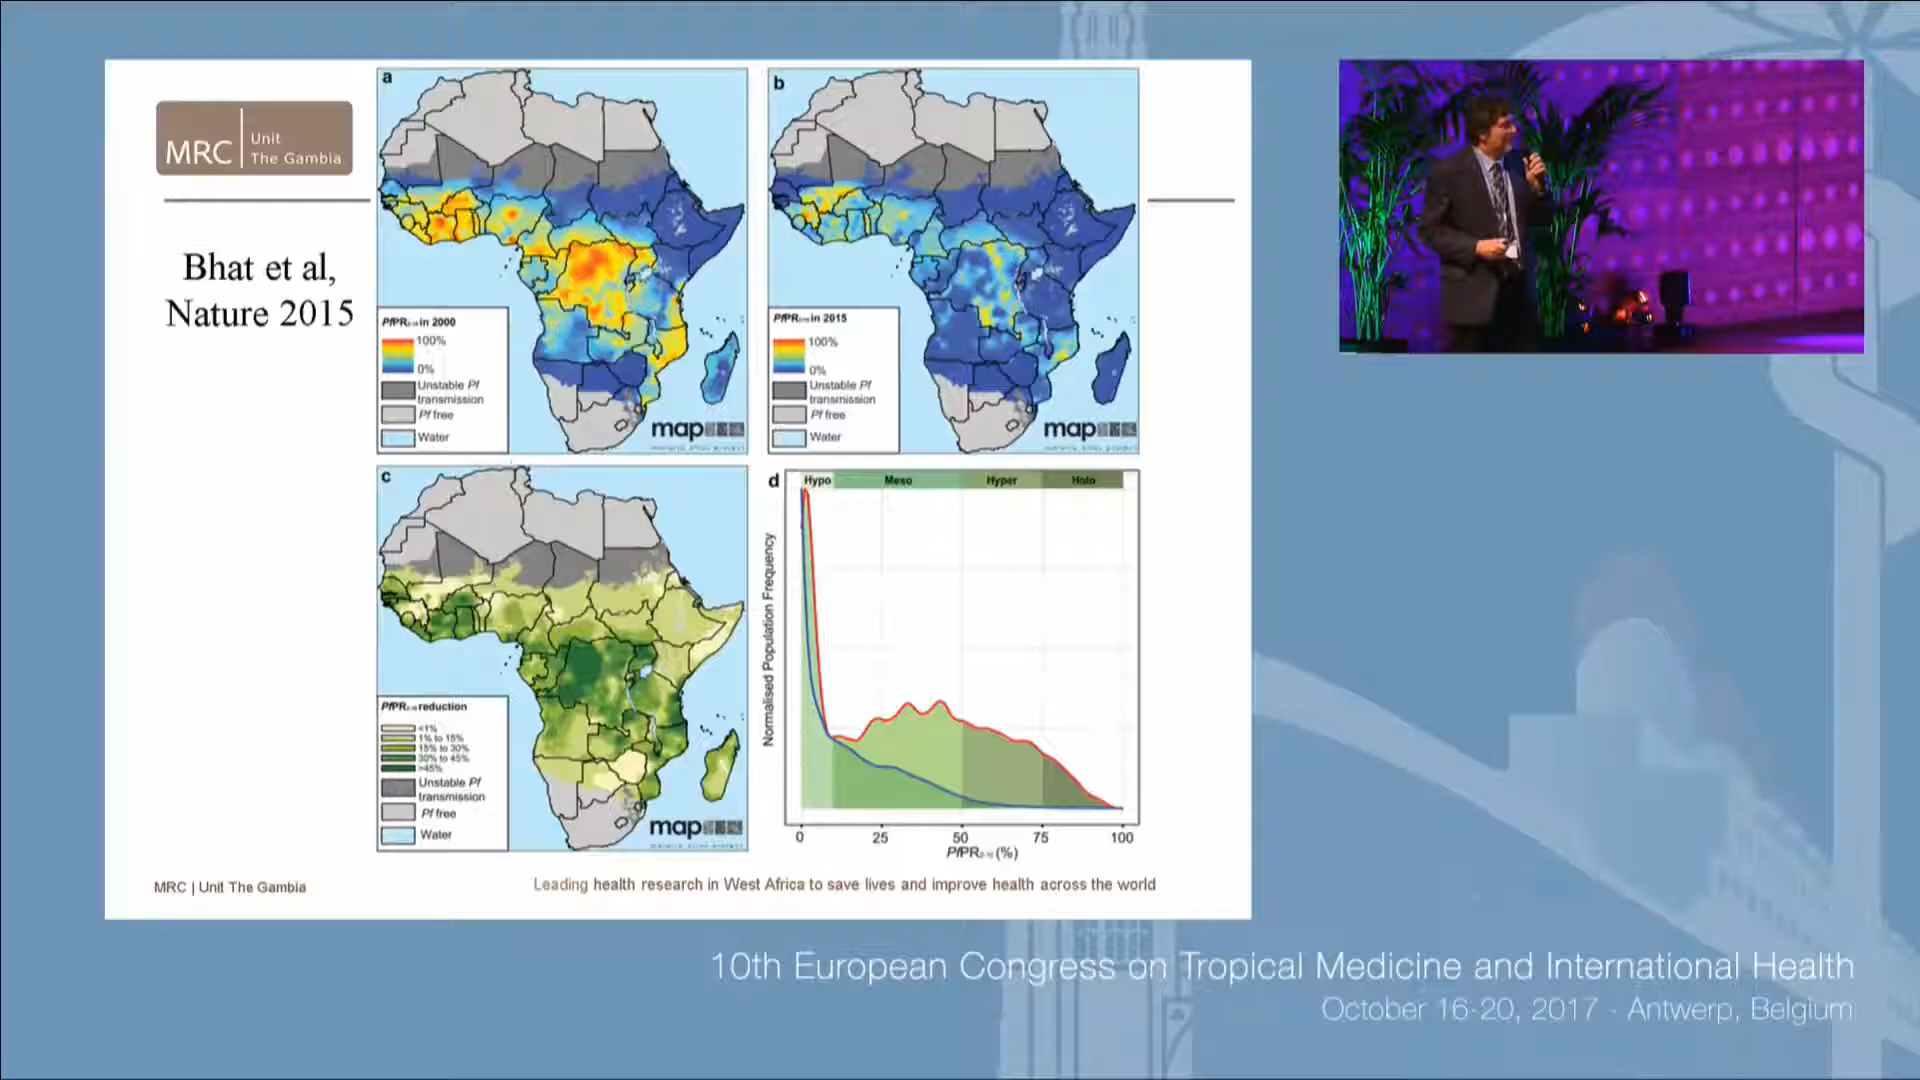 MRC
Unit
The Gambia
Bhat et al,
Nature 2015
a
PfPR₂₋₁₀ in 2000
100%
0%
Unstable Pf
transmission
Pf free
Water
map
b
PfPR₂₋₁₀ in 2015
100%
0%
Unstable Pf
transmission
Pf free
Water
map
c
PfPR₂₋₁₀ reduction
<1%
1% to 15%
15% to 30%
30% to 45%
>45%
Unstable Pf
transmission
Pf free
Water
map
d
Hypo Meso Hyper Holo
Normalised Population Frequency
0 25 50 75 100
PfPR₂₋₁₀ (%)
MRC | Unit The Gambia
Leading health research in West Africa to save lives and improve health across the world
10th European Congress on Tropical Medicine and International Health
October 16-20, 2017 - Antwerp, Belgium